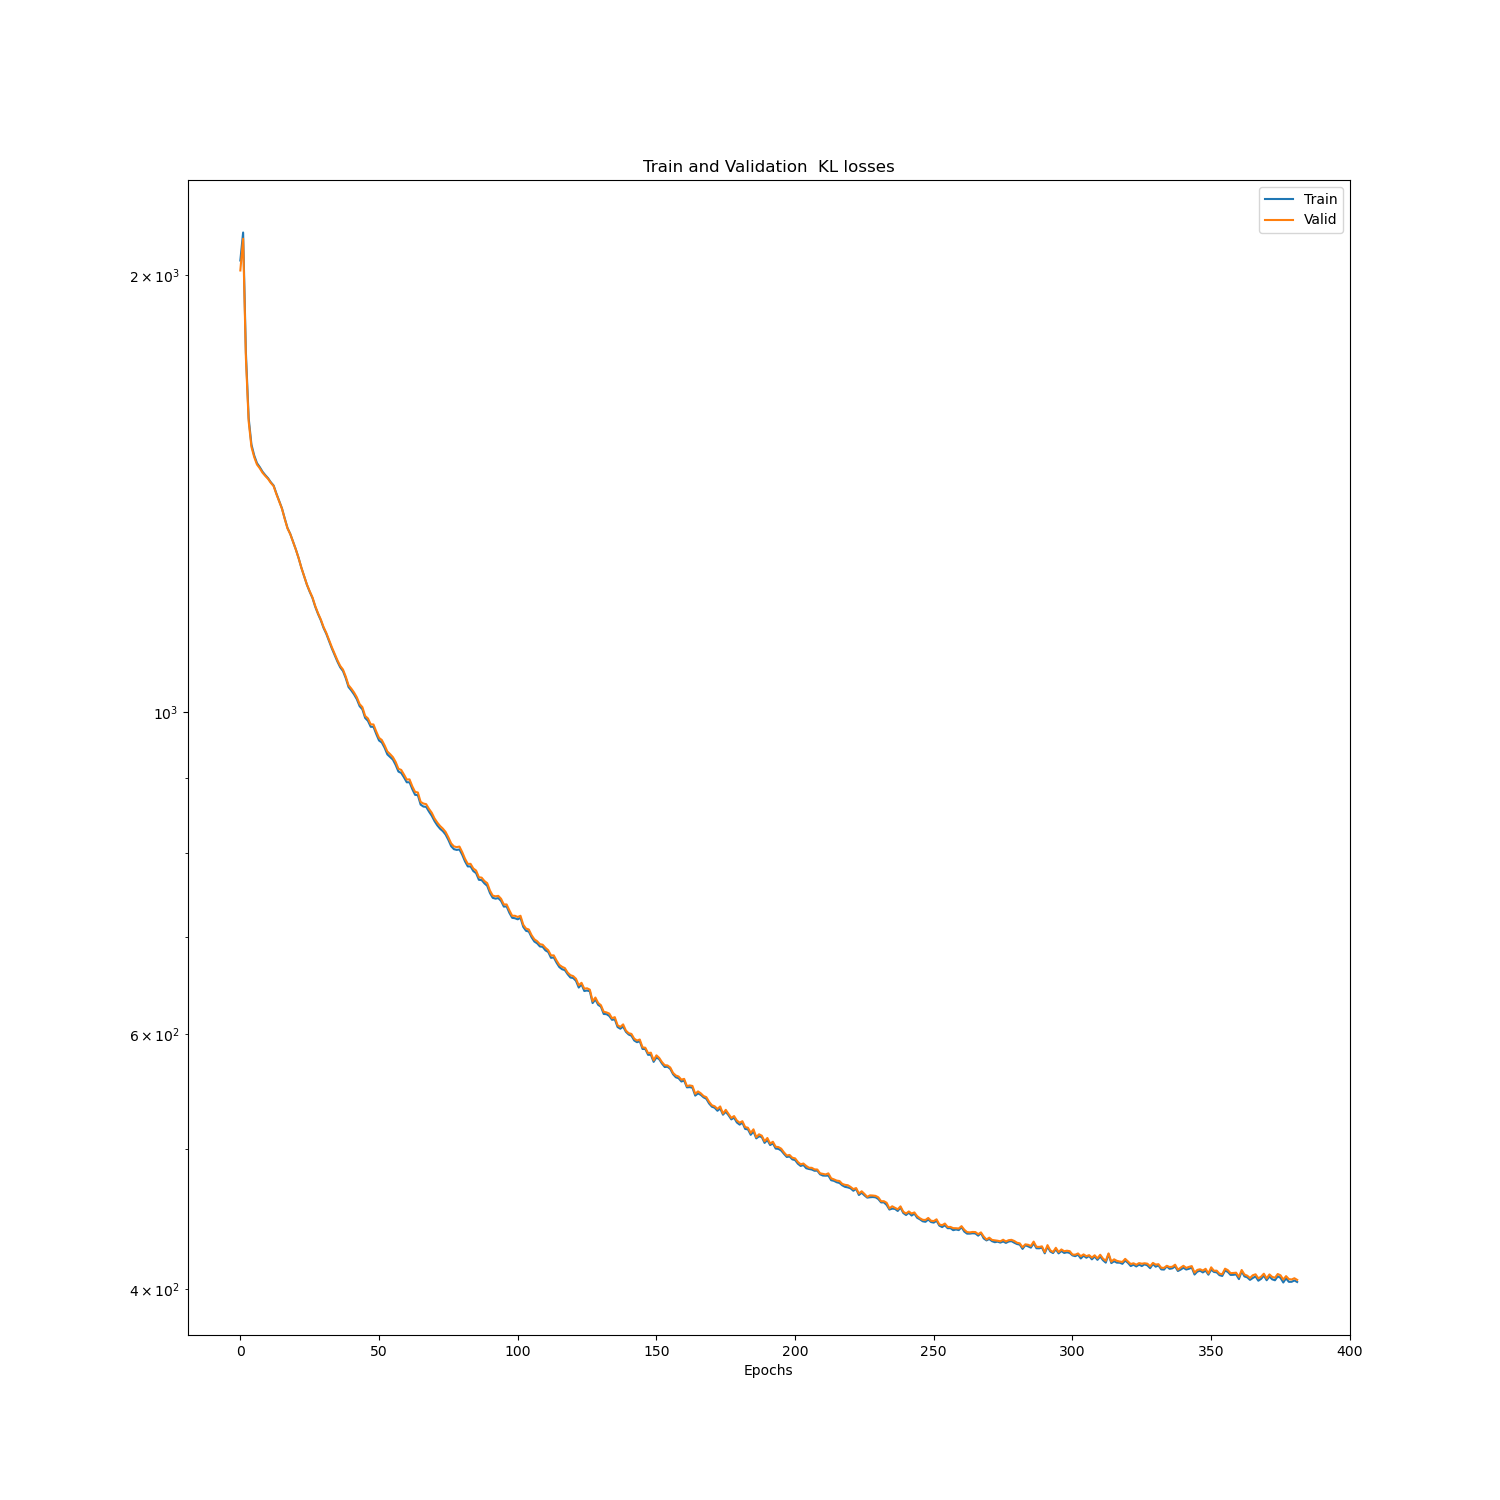 Train and Validation  KL losses
Train
Valid
2 × 10³
10³
6 × 10²
4 × 10²
0 50 100 150 200 250 300 350 400
Epochs